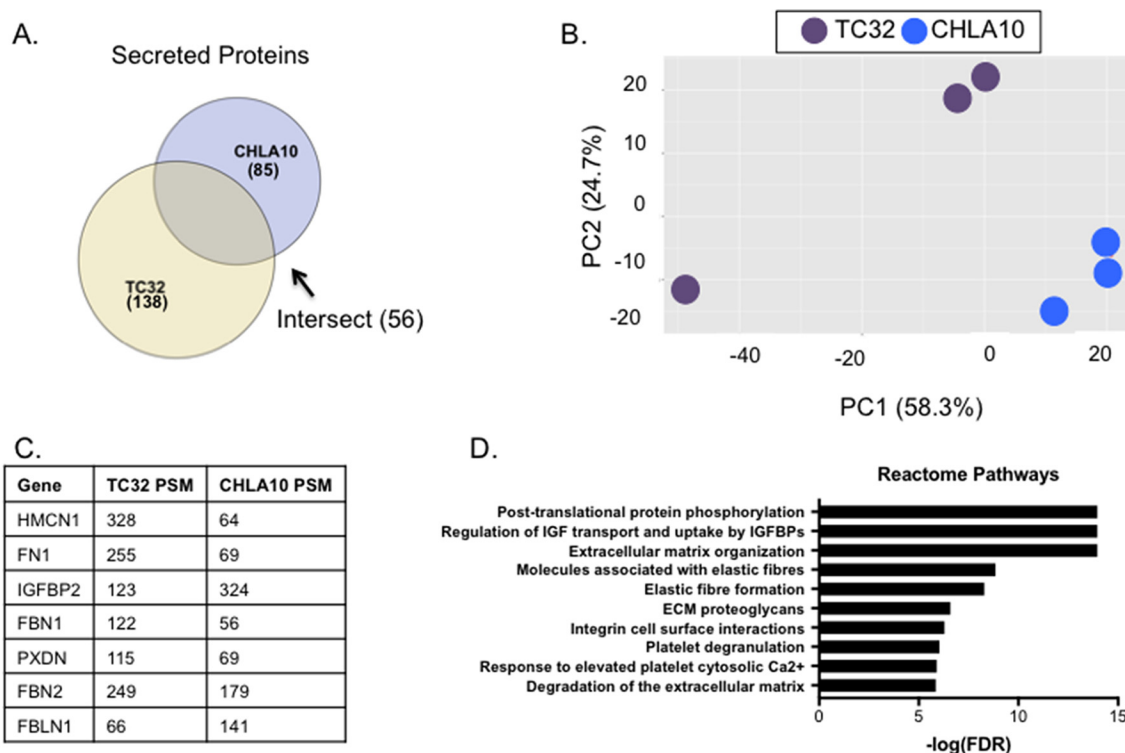 A.
Secreted Proteins
CHLA10
(85)
TC32
(138)
Intersect (56)
B.
TC32 CHLA10
PC2 (24.7%)
20
10
0
-10
-20
-40 -20 0 20
PC1 (58.3%)
C.
Gene TC32 PSM CHLA10 PSM
HMCN1 328 64
FN1 255 69
IGFBP2 123 324
FBN1 122 56
PXDN 115 69
FBN2 249 179
FBLN1 66 141
D.
Reactome Pathways
Post-translational protein phosphorylation
Regulation of IGF transport and uptake by IGFBPs
Extracellular matrix organization
Molecules associated with elastic fibres
Elastic fibre formation
ECM proteoglycans
Integrin cell surface interactions
Platelet degranulation
Response to elevated platelet cytosolic Ca2+
Degradation of the extracellular matrix
0 5 10 15
-log(FDR)